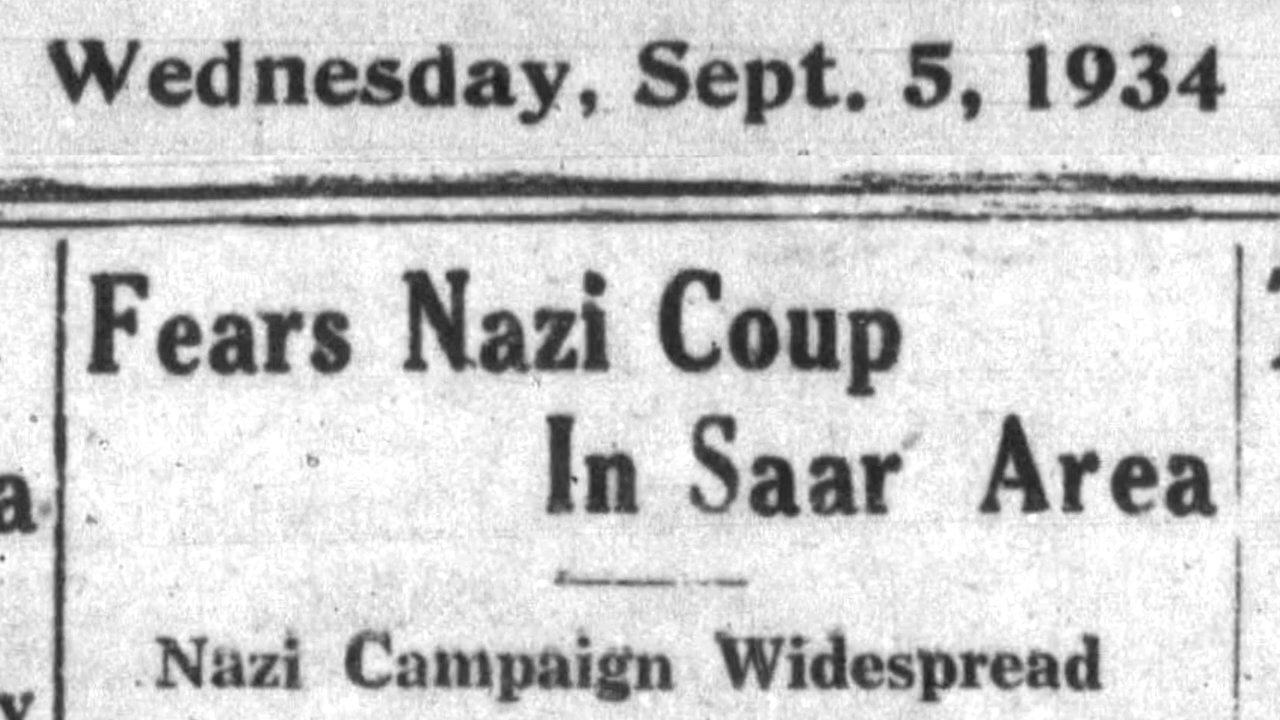 Wednesday, Sept. 5, 1934
Fears Nazi Coup
In Saar Area
Nazi Campaign Widespread